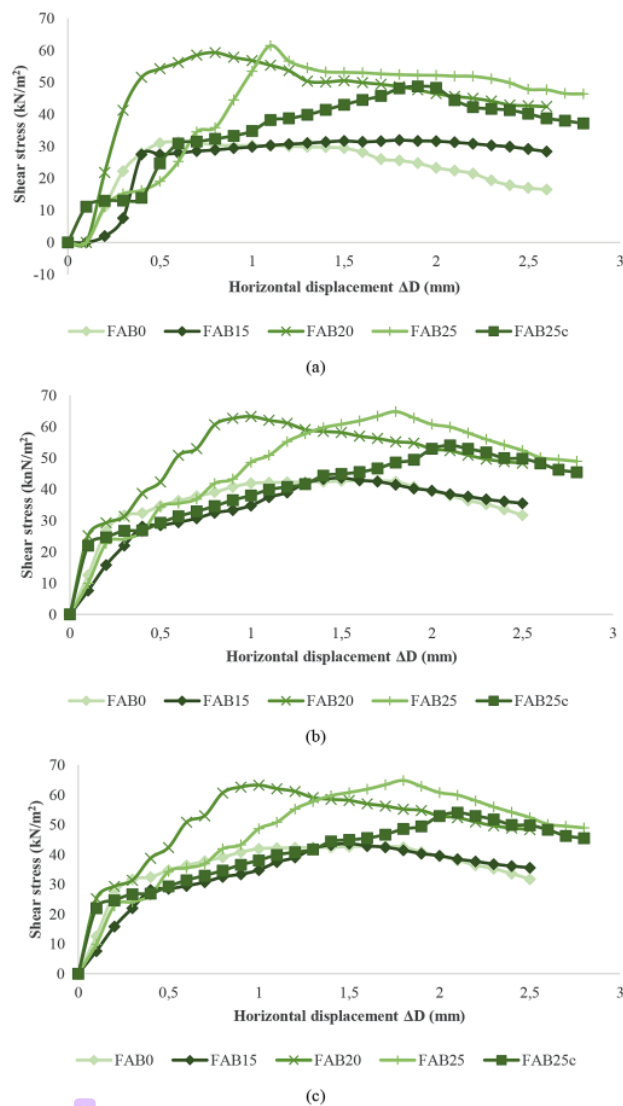 (a)
70
60
50
40
30
20
10
0
-10
Shear stress (kN/m²)
0 0,5 1 1,5 2 2,5 3
Horizontal displacement ΔD (mm)
FAB0 FAB15 FAB20 FAB25 FAB25c
(a)
70
60
50
40
30
20
10
0
Shear stress (knN/m²)
0 0,5 1 1,5 2 2,5 3
Horizontal displacement ΔD (mm)
FAB0 FAB15 FAB20 FAB25 FAB25c
(b)
70
60
50
40
30
20
10
0
Shear stress (kN/m²)
0 0,5 1 1,5 2 2,5 3
Horizontal displacement ΔD (mm)
FAB0 FAB15 FAB20 FAB25 FAB25c
(c)